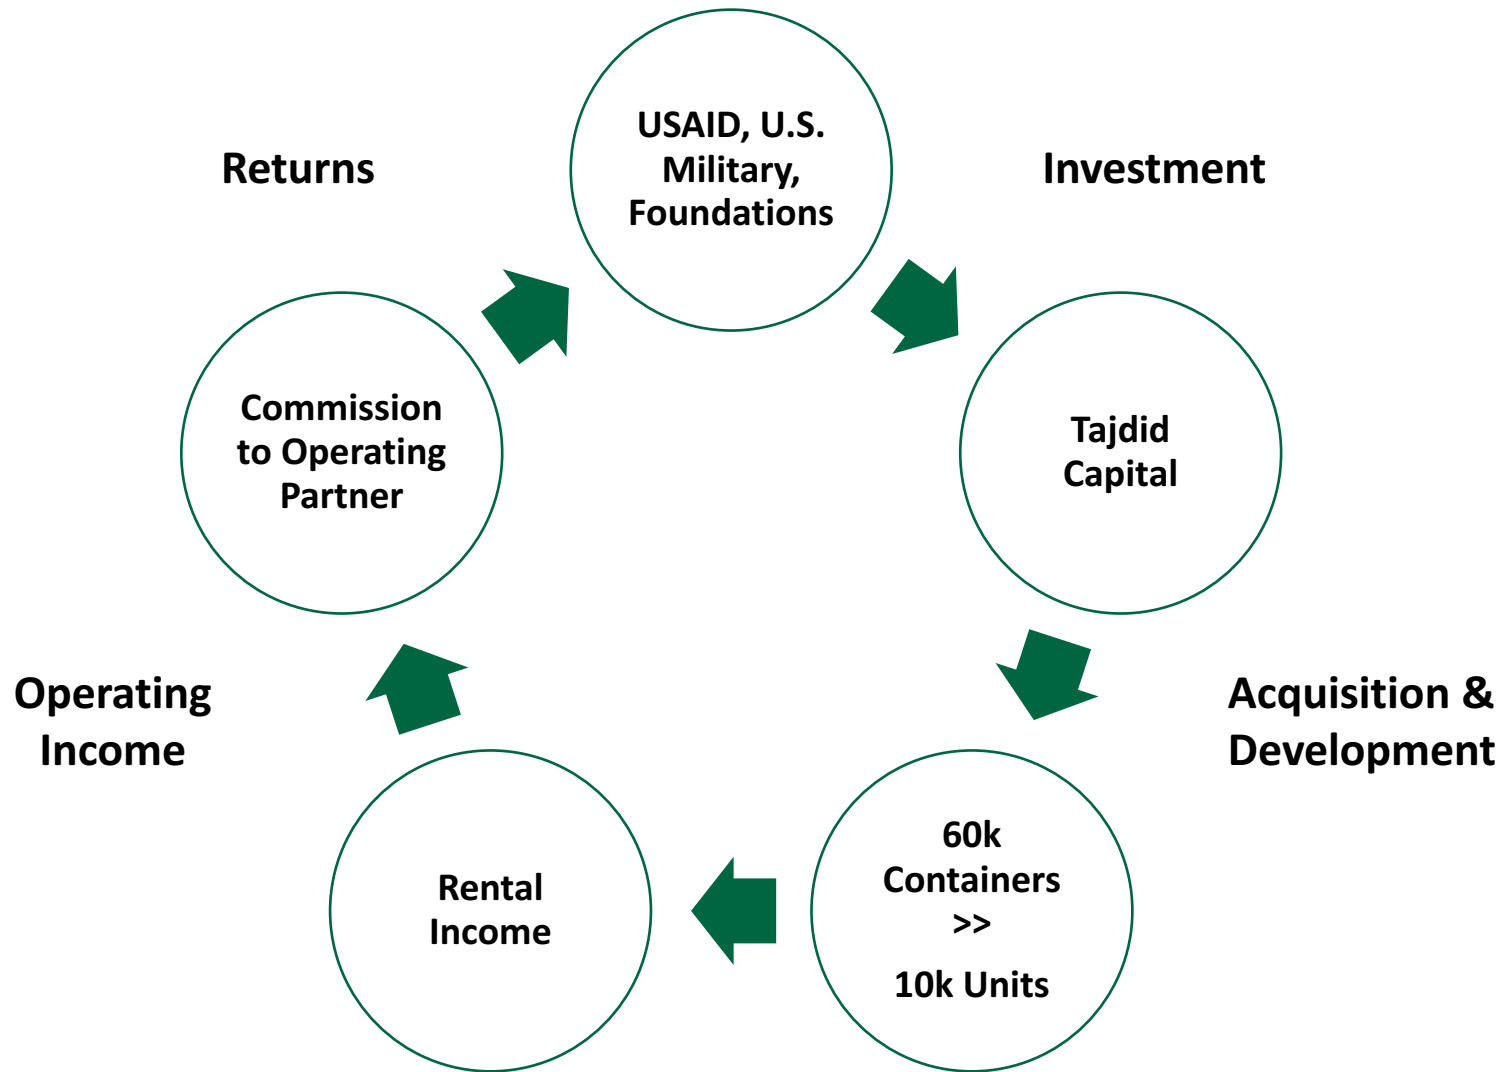 USAID, U.S.
Military,
Foundations
Investment
Tajdid
Capital
Acquisition &
Development
60k
Containers
>>
10k Units
Rental
Income
Operating
Income
Commission
to Operating
Partner
Returns